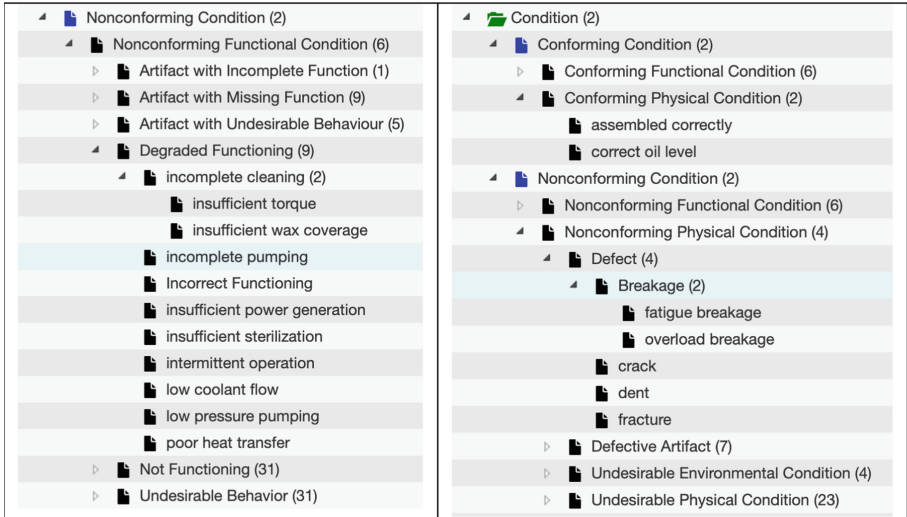 Nonconforming Condition (2)
Nonconforming Functional Condition (6)
Artifact with Incomplete Function (1)
Artifact with Missing Function (9)
Artifact with Undesirable Behaviour (5)
Degraded Functioning (9)
incomplete cleaning (2)
insufficient torque
insufficient wax coverage
incomplete pumping
Incorrect Functioning
insufficient power generation
insufficient sterilization
intermittent operation
low coolant flow
low pressure pumping
poor heat transfer
Not Functioning (31)
Undesirable Behavior (31)
Condition (2)
Conforming Condition (2)
Conforming Functional Condition (6)
Conforming Physical Condition (2)
assembled correctly
correct oil level
Nonconforming Condition (2)
Nonconforming Functional Condition (6)
Nonconforming Physical Condition (4)
Defect (4)
Breakage (2)
fatigue breakage
overload breakage
crack
dent
fracture
Defective Artifact (7)
Undesirable Environmental Condition (4)
Undesirable Physical Condition (23)